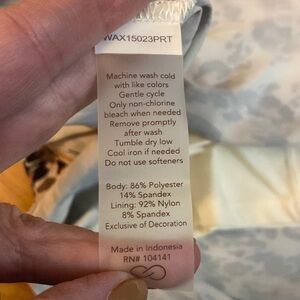 WAX15023PRT
Machine wash cold
with like colors
Gentle cycle
Only non-chlorine
bleach when needed
Remove promptly
after wash
Tumble dry low
Cool iron if needed
Do not use softeners
Body: 86% Polyester
14% Spandex
Lining: 92% Nylon
8% Spandex
Exclusive of Decoration
Made in Indonesia
RN# 104141